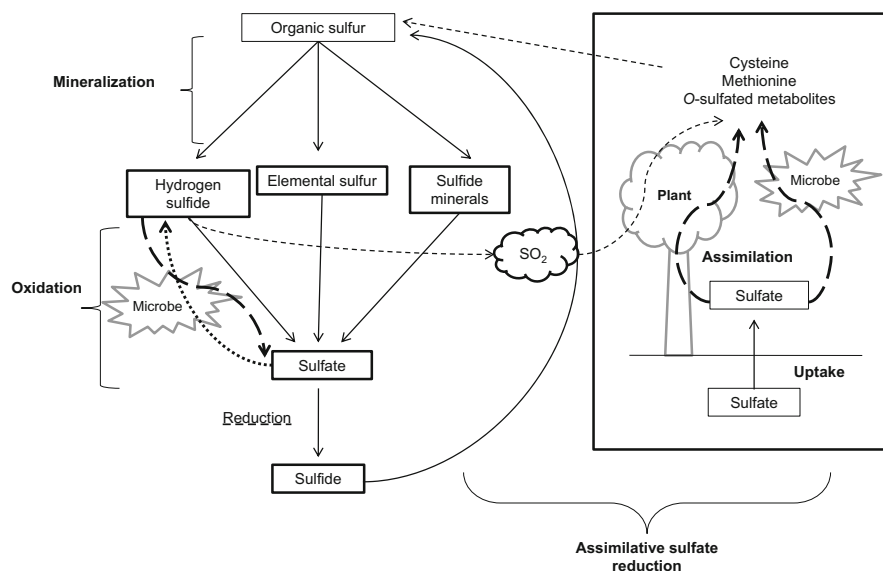 Organic sulfur
Mineralization
Hydrogen
sulfide
Elemental sulfur
Sulfide
minerals
Oxidation
Microbe
Sulfate
Reduction
Sulfide
SO₂
Cysteine
Methionine
O-sulfated metabolites
Plant
Microbe
Assimilation
Sulfate
Uptake
Sulfate
Assimilative sulfate
reduction